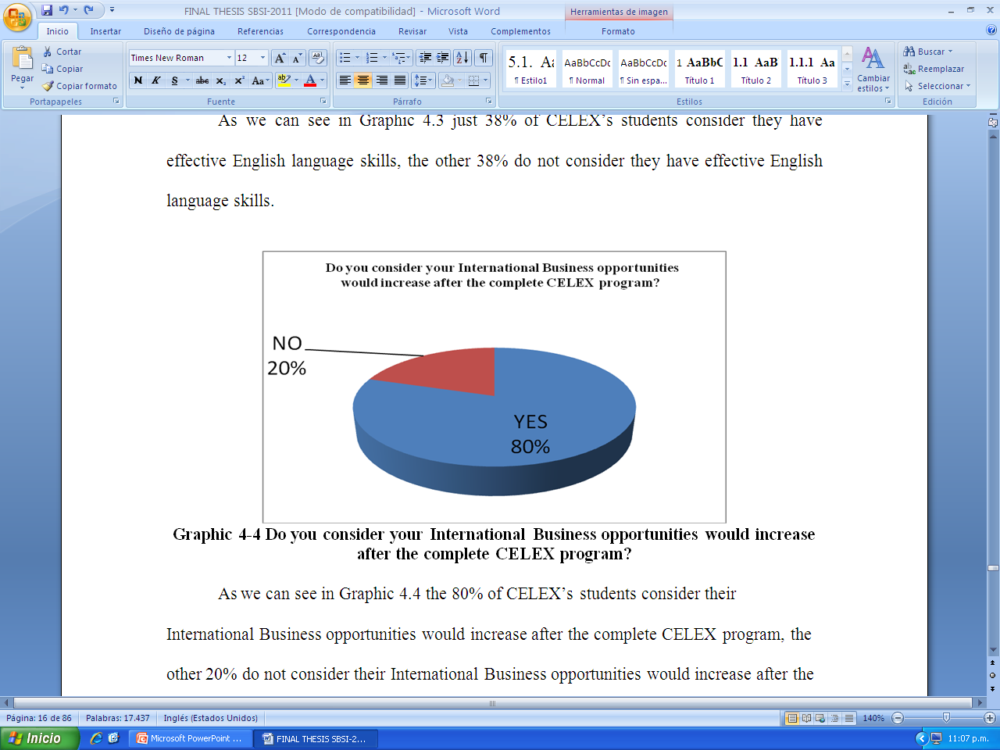 FINAL THESIS SBSI-2011 [Modo de compatibilidad] - Microsoft Word
Herramientas de imagen
Inicio Insertar Diseño de página Referencias Correspondencia Revisar Vista Complementos Formato
Pegar
Cortar
Copiar
Copiar formato
Portapapeles
Times New Roman 12
N K S abc x₂ x² Aa
Fuente
Párrafo
5.1. Aa AaBbCcDc AaBbCcDc 1 AaBbC 1.1 AaB 1.1.1 Aa
¶ Estilo1 ¶ Normal ¶ Sin espa... Título 1 Título 2 Título 3
Cambiar estilos
Estilos
Buscar
Reemplazar
Seleccionar
Edición
As we can see in Graphic 4.3 just 38% of CELEX's students consider they have
effective English language skills, the other 38% do not consider they have effective English
language skills.
Do you consider your International Business opportunities
would increase after the complete CELEX program?
NO
20%
YES
80%
Graphic 4-4 Do you consider your International Business opportunities would increase
after the complete CELEX program?
As we can see in Graphic 4.4 the 80% of CELEX's students consider their
International Business opportunities would increase after the complete CELEX program, the
other 20% do not consider their International Business opportunities would increase after the
Página: 16 de 86 Palabras: 17.437 Inglés (Estados Unidos) 140%
Inicio Microsoft PowerPoint ... FINAL THESIS SBSI-2... 11:07 p.m.